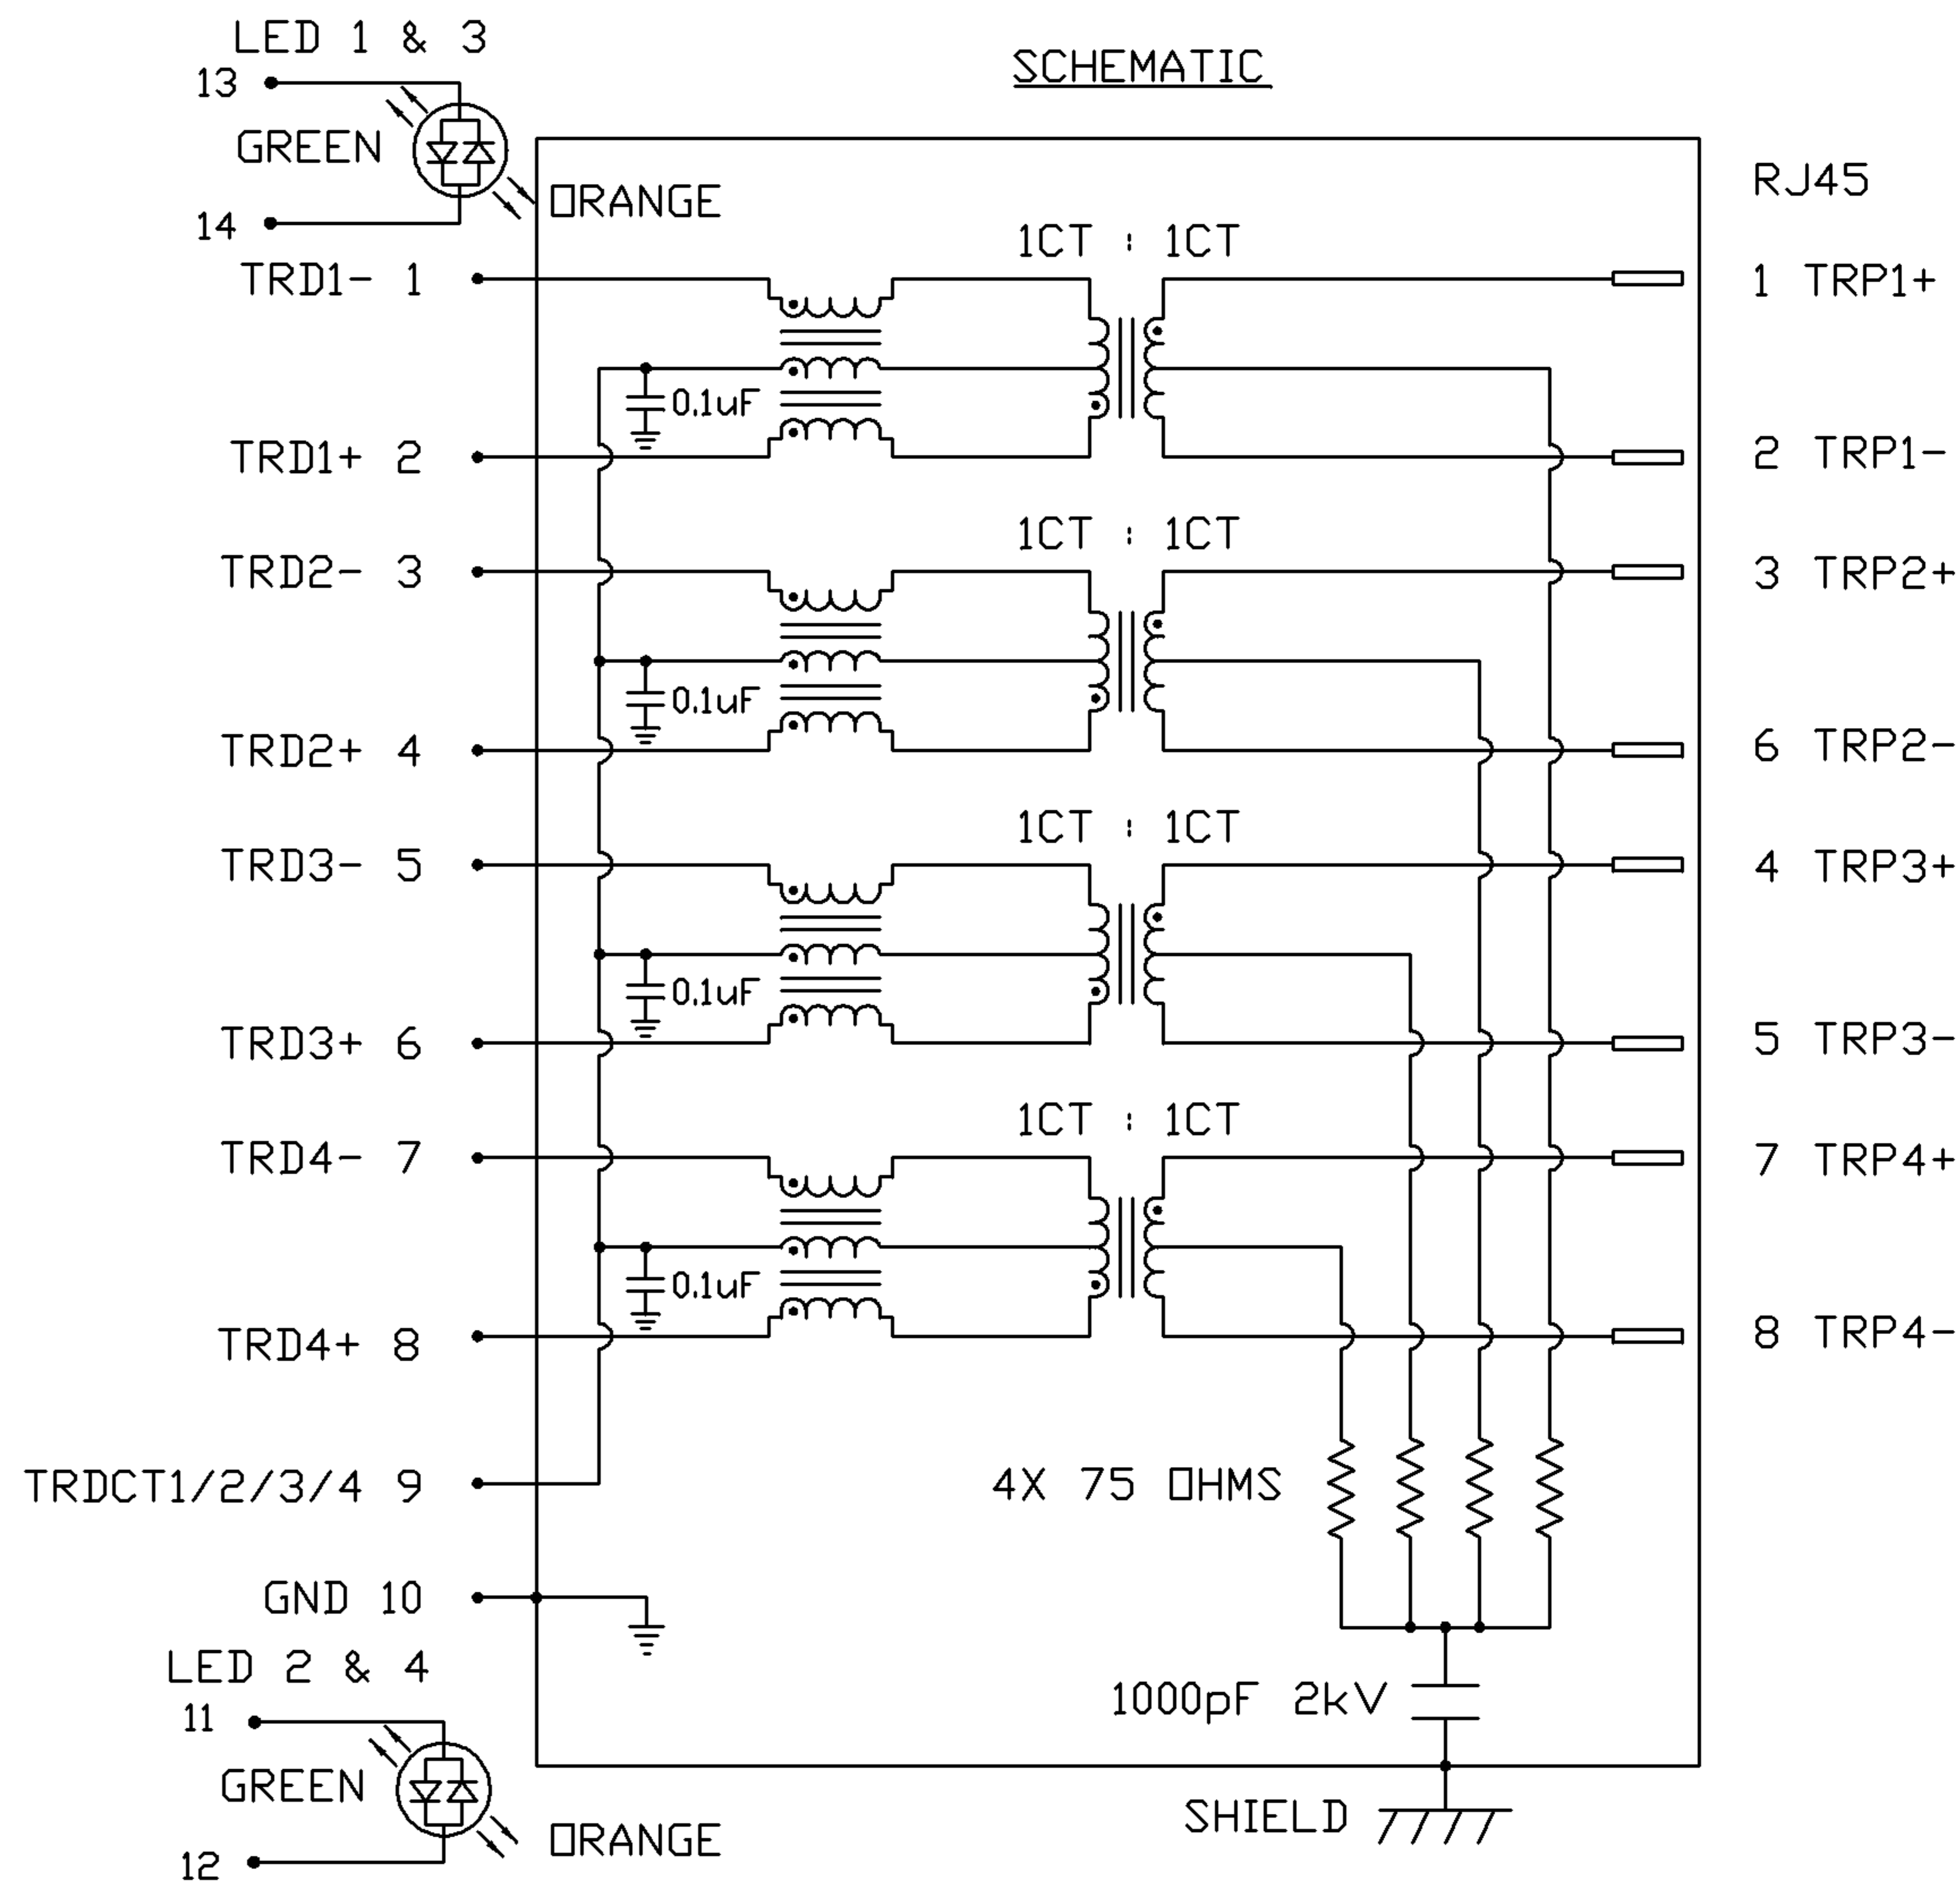 LED 1 & 3
SCHEMATIC
13
GREEN
14
ORANGE
RJ45
1CT : 1CT
TRD1- 1
1 TRP1+
0.1uF
TRD1+ 2
2 TRP1-
1CT : 1CT
TRD2- 3
3 TRP2+
0.1uF
TRD2+ 4
6 TRP2-
1CT : 1CT
TRD3- 5
4 TRP3+
0.1uF
TRD3+ 6
5 TRP3-
1CT : 1CT
TRD4- 7
7 TRP4+
0.1uF
TRD4+ 8
8 TRP4-
TRDCT1/2/3/4 9
4X 75 OHMS
GND 10
LED 2 & 4
11
1000pF 2kV
GREEN
SHIELD
ORANGE
12